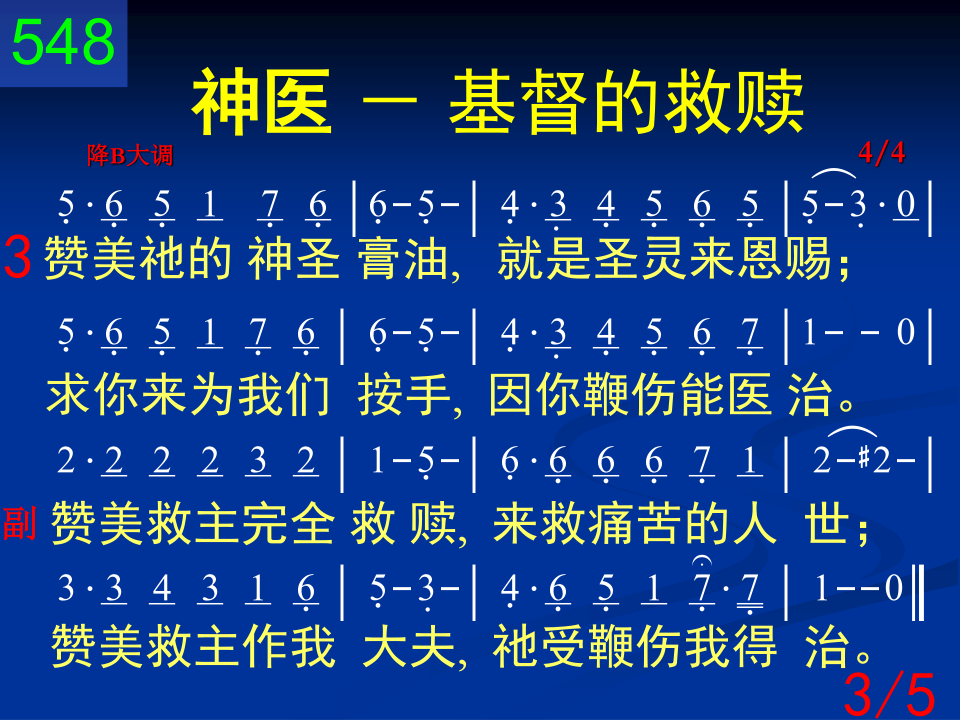 548
神医 － 基督的救赎
降B大调 4/4
5 · 6 5 1 7 6 | 6 - 5 - | 4 · 3 4 5 6 5 | 5 - 3 · 0 |
3 赞美祂的 神圣 膏油, 就是圣灵来恩赐;
5 · 6 5 1 7 6 | 6 - 5 - | 4 · 3 4 5 6 7 | 1 - - 0 |
求你来为我们 按手, 因你鞭伤能医 治。
2 · 2 2 2 3 2 | 1 - 5 - | 6 · 6 6 6 7 1 | 2 - #2 - |
副 赞美救主完全 救 赎, 来救痛苦的人 世;
3 · 3 4 3 1 6 | 5 - 3 - | 4 · 6 5 1 7 · 7 | 1 - - 0 ‖
赞美救主作我 大夫, 祂受鞭伤我得 治。
3/5